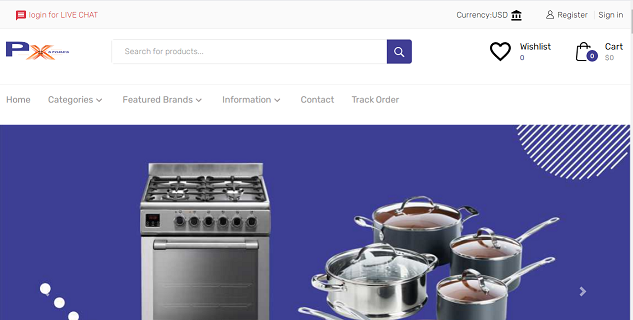 login for LIVE CHAT
Currency:USD
Register
Sign in
PX
Search for products...
Wishlist
0
0
Cart
$0
Home
Categories
Featured Brands
Information
Contact
Track Order